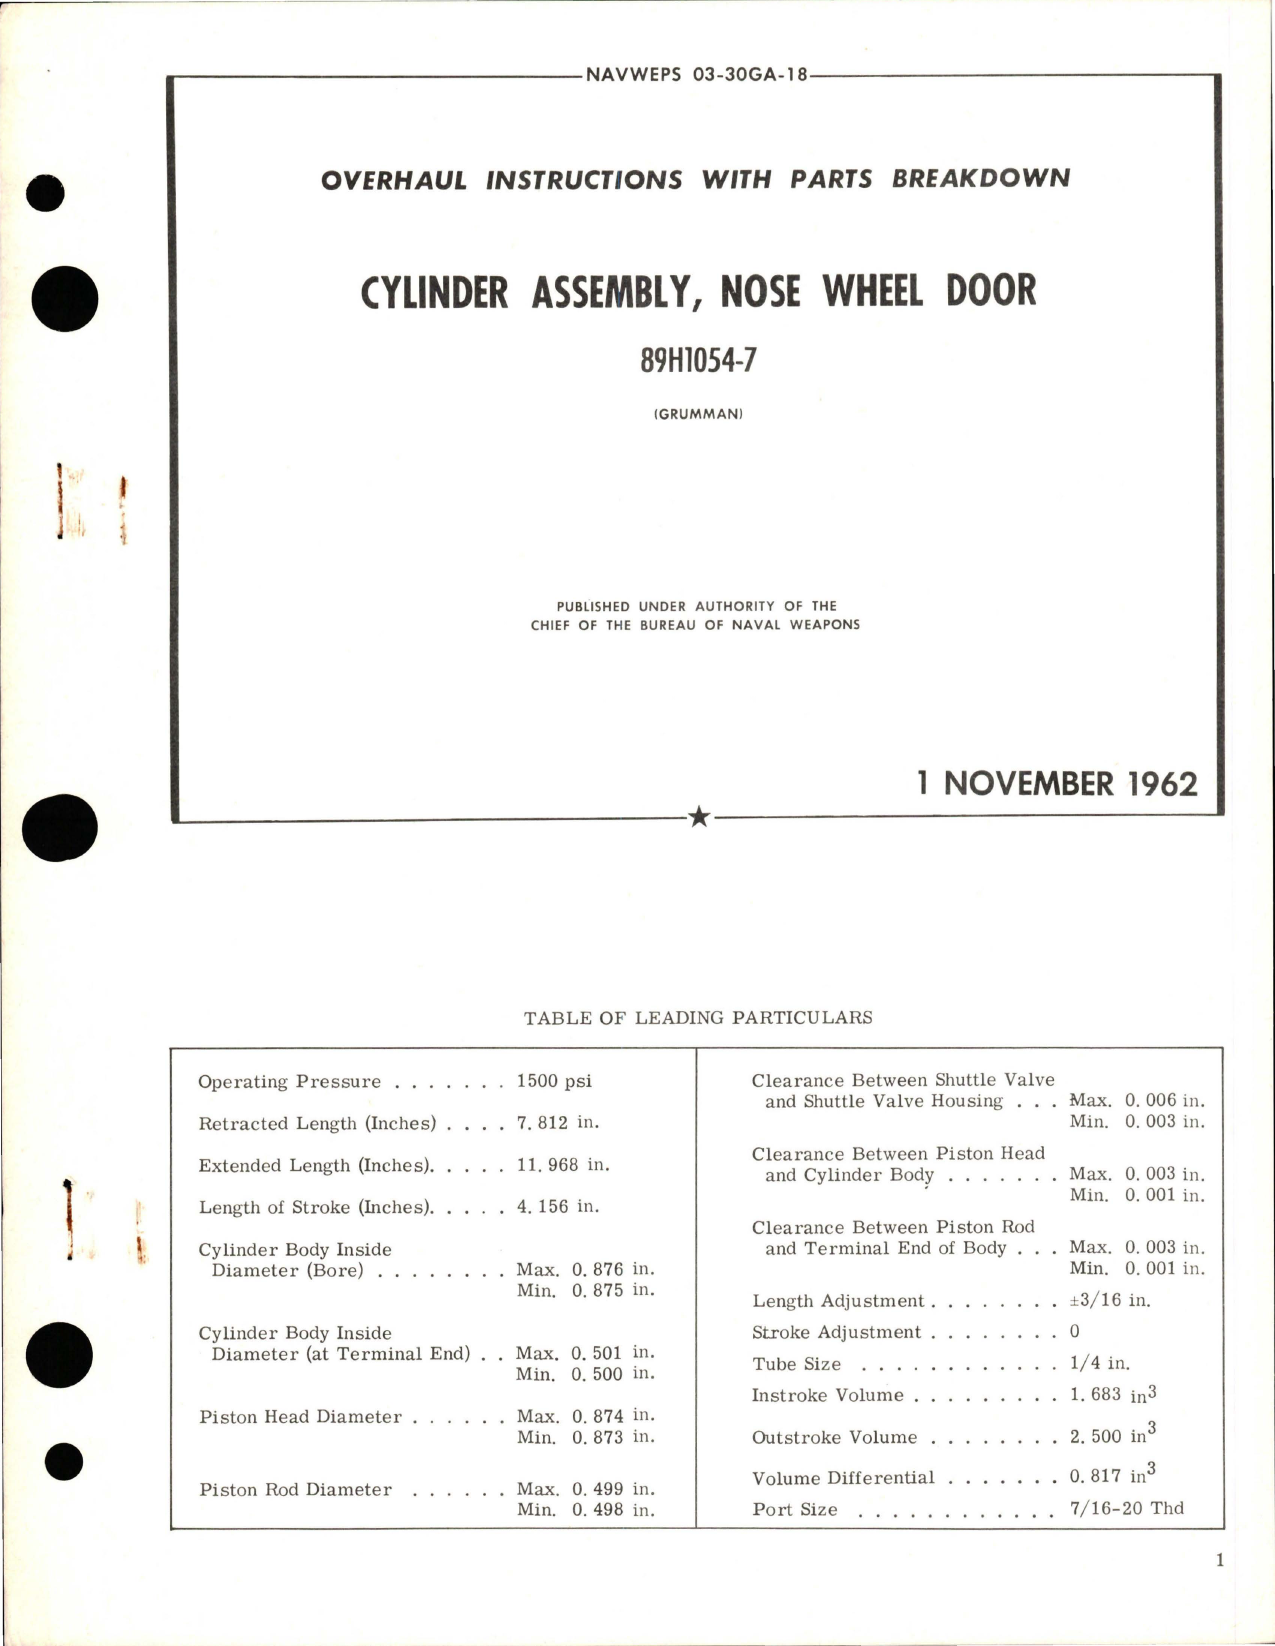 NAVWEPS 03-30GA-18
OVERHAUL INSTRUCTIONS WITH PARTS BREAKDOWN
CYLINDER ASSEMBLY, NOSE WHEEL DOOR
89H1054-7
(GRUMMAN)
PUBLISHED UNDER AUTHORITY OF THE
CHIEF OF THE BUREAU OF NAVAL WEAPONS
1 NOVEMBER 1962
TABLE OF LEADING PARTICULARS
Operating Pressure . . . . . . . 1500 psi
Retracted Length (Inches) . . . . 7.812 in.
Extended Length (Inches). . . . . 11.968 in.
Length of Stroke (Inches). . . . . 4.156 in.
Cylinder Body Inside
Diameter (Bore) . . . . . . . . Max. 0.876 in.
Min. 0.875 in.
Cylinder Body Inside
Diameter (at Terminal End) . . Max. 0.501 in.
Min. 0.500 in.
Piston Head Diameter . . . . . . Max. 0.874 in.
Min. 0.873 in.
Piston Rod Diameter . . . . . . Max. 0.499 in.
Min. 0.498 in.
Clearance Between Shuttle Valve
and Shuttle Valve Housing . . . Max. 0.006 in.
Min. 0.003 in.
Clearance Between Piston Head
and Cylinder Body . . . . . . . Max. 0.003 in.
Min. 0.001 in.
Clearance Between Piston Rod
and Terminal End of Body . . . Max. 0.003 in.
Min. 0.001 in.
Length Adjustment . . . . . . . . ±3/16 in.
Stroke Adjustment . . . . . . . . 0
Tube Size . . . . . . . . . . . . 1/4 in.
Instroke Volume . . . . . . . . . 1.683 in³
Outstroke Volume . . . . . . . . 2.500 in³
Volume Differential . . . . . . . 0.817 in³
Port Size . . . . . . . . . . . . 7/16-20 Thd
1